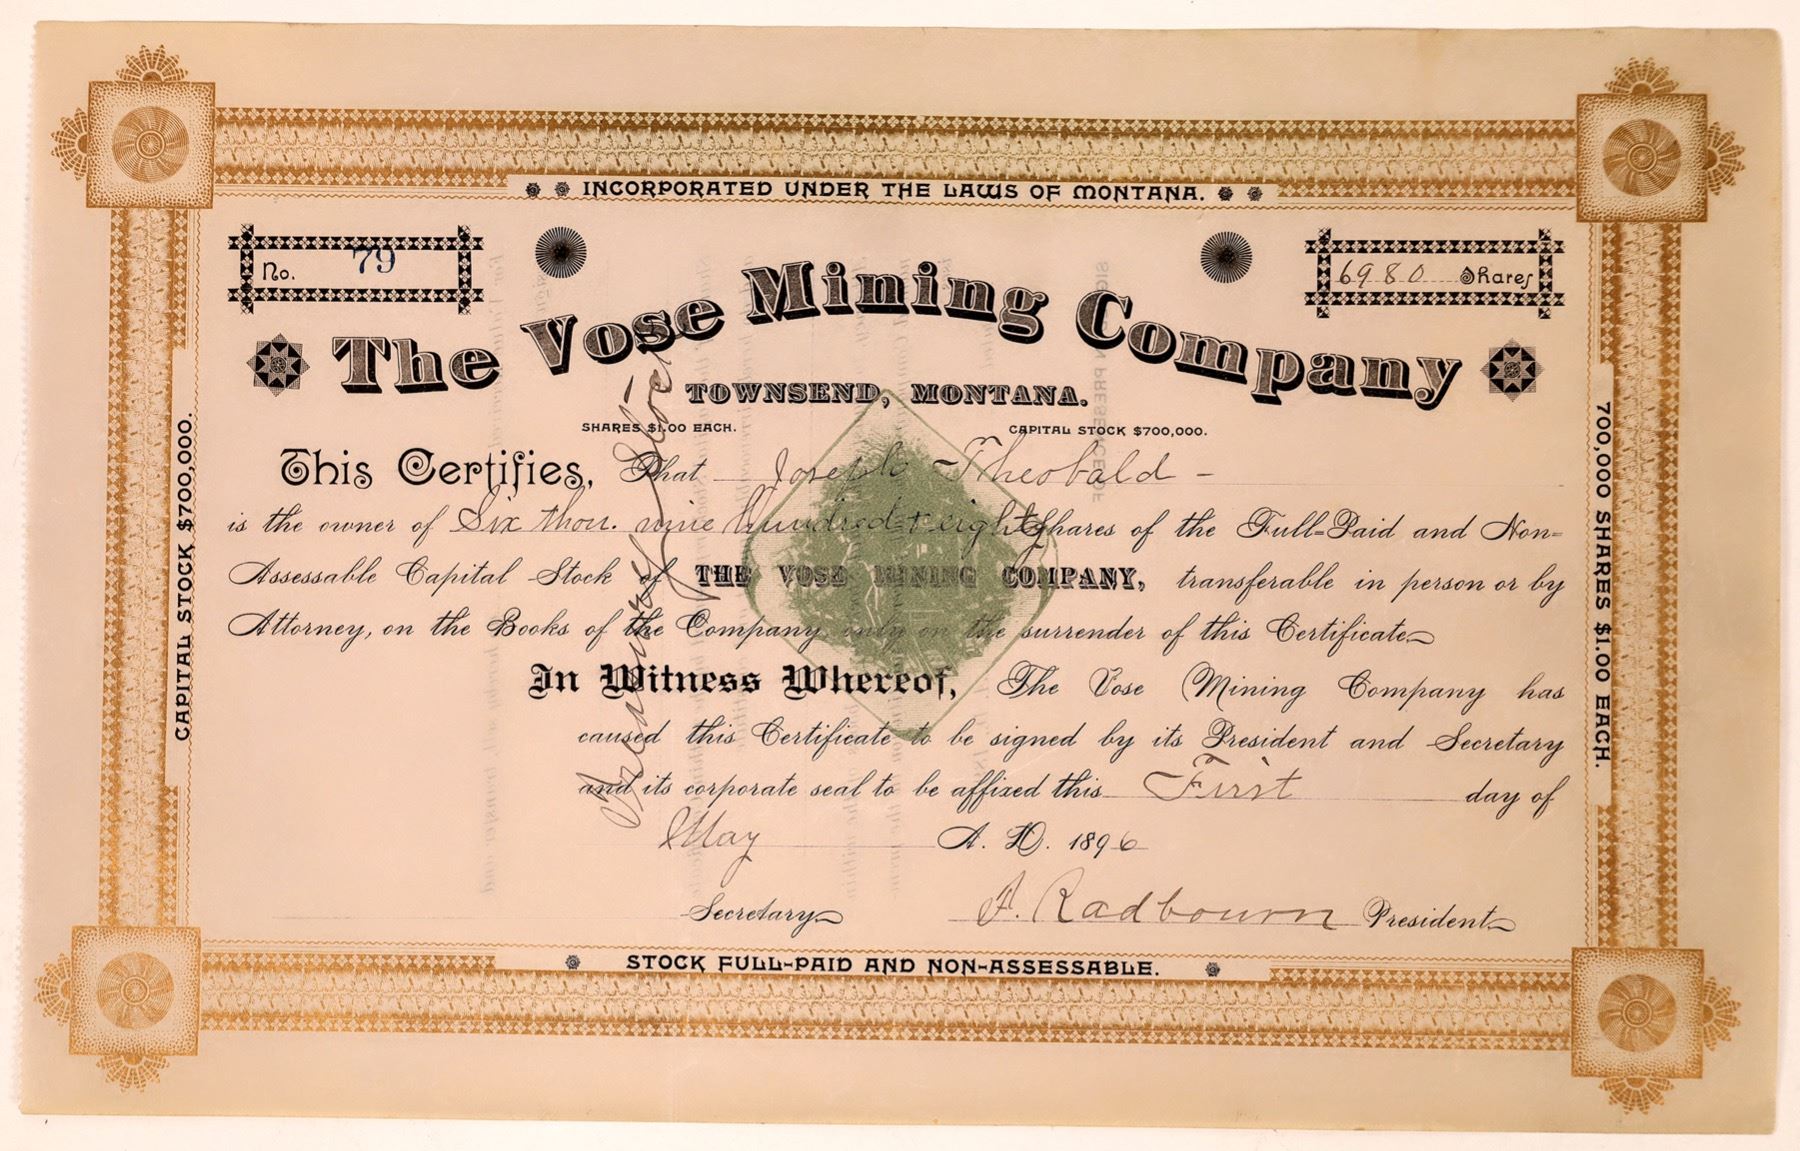 INCORPORATED UNDER THE LAWS OF MONTANA.
No. 79
6980 Shares
The Vose Mining Company
TOWNSEND, MONTANA.
SHARES $1.00 EACH. CAPITAL STOCK $700,000.
This Certifies, That Joseph Theobald -
is the owner of Six thou. nine hundred & eighty Shares of the Full-Paid and Non-
Assessable Capital Stock of THE VOSE MINING COMPANY, transferable in person or by
Attorney, on the Books of the Company only on the surrender of this Certificate
In Witness Whereof, The Vose Mining Company has
caused this Certificate to be signed by its President and Secretary
and its corporate seal to be affixed this First day of
May A. D. 1896
Secretary
F. Radbourn President
STOCK FULL-PAID AND NON-ASSESSABLE.
CAPITAL STOCK $700,000.
700,000 SHARES $1.00 EACH.
Treasury Stock